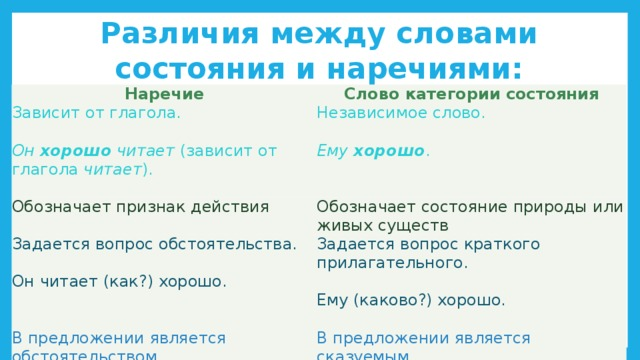 Различия между словами
состояния и наречиями:
Наречие
Зависит от глагола.
Он хорошо читает (зависит от
глагола читает).
Обозначает признак действия
Задается вопрос обстоятельства.
Он читает (как?) хорошо.
В предложении является
обстоятельством
Слово категории состояния
Независимое слово.
Ему хорошо.
Обозначает состояние природы или
живых существ
Задается вопрос краткого
прилагательного.
Ему (каково?) хорошо.
В предложении является
сказуемым